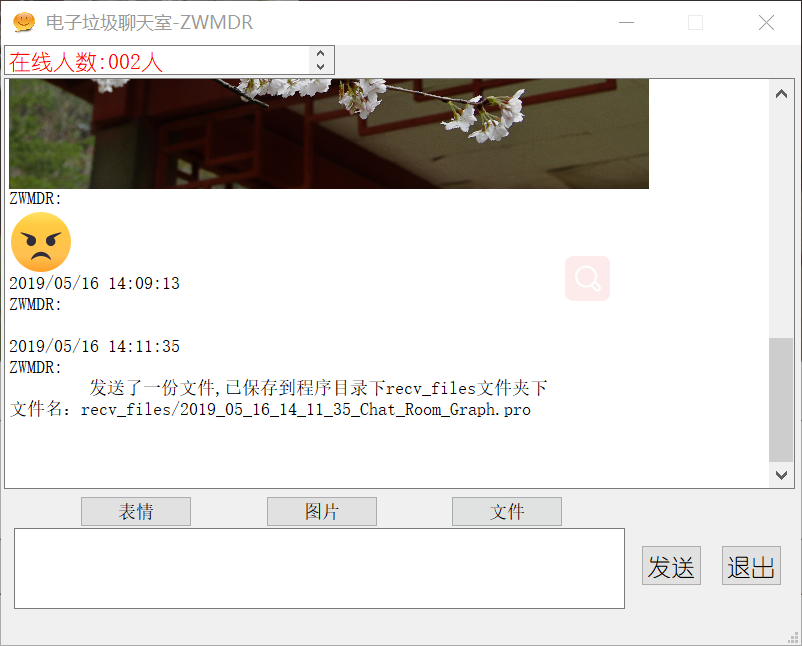 电子垃圾聊天室-ZWMDR
在线人数:002人
ZWMDR:
2019/05/16 14:09:13
ZWMDR:
2019/05/16 14:11:35
ZWMDR:
发送了一份文件,已保存到程序目录下recv_files文件夹下
文件名: recv_files/2019_05_16_14_11_35_Chat_Room_Graph.pro
表情
图片
文件
发送
退出